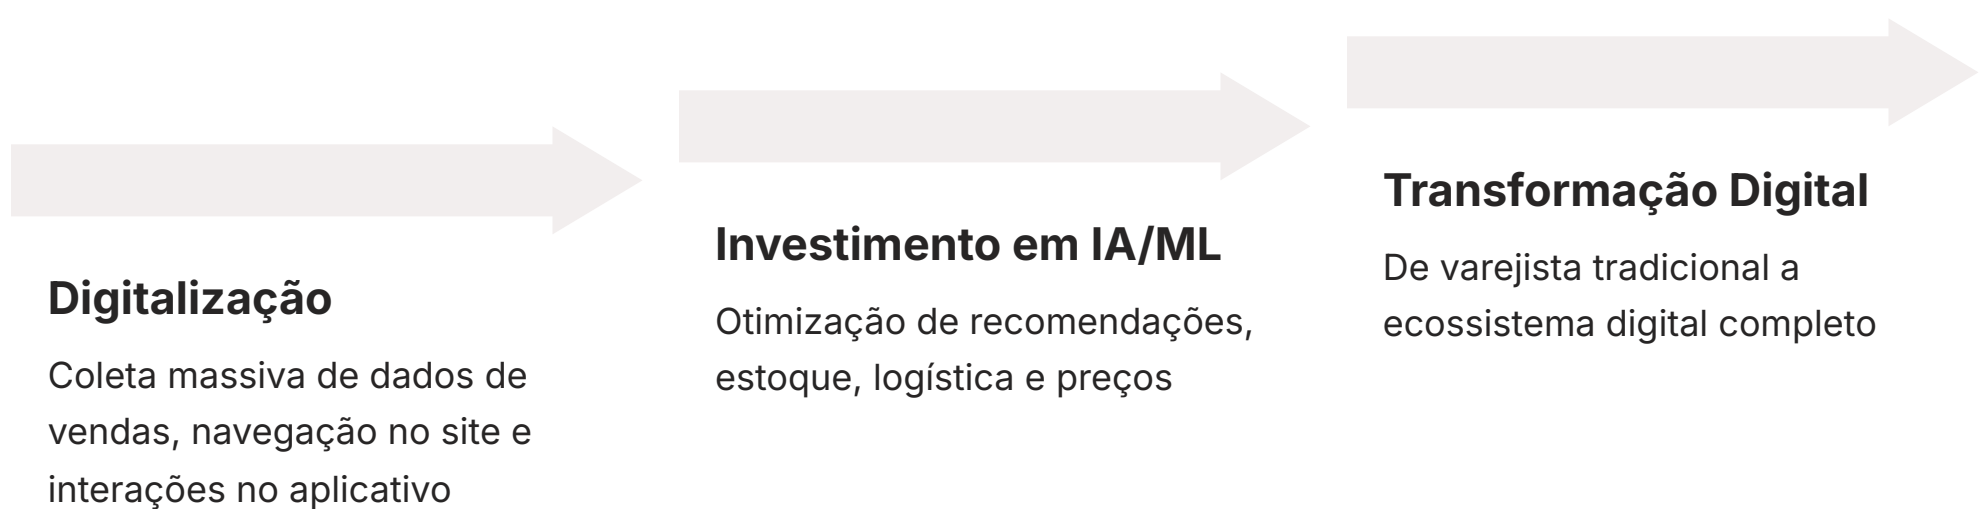 Digitalização
Coleta massiva de dados de
vendas, navegação no site e
interações no aplicativo
Investimento em IA/ML
Otimização de recomendações,
estoque, logística e preços
Transformação Digital
De varejista tradicional a
ecossistema digital completo